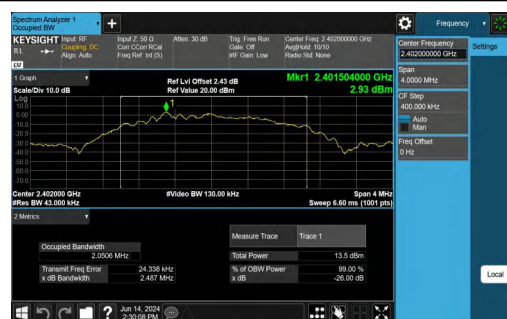 Spectrum Analyzer 1
Occupied BW
KEYSIGHT
RL
Input: RF
Coupling: DC
Align: Auto
Input Z: 50 Ω
Corr CCorr RCal
Freq Ref: Int (S)
Atten: 30 dB
Trig: Free Run
Gate: Off
#IF Gain: Low
Center Freq: 2.402000000 GHz
Avg|Hold: 10/10
Radio Std: None
LXI
1 Graph
Scale/Div 10.0 dB
Ref Lvl Offset 2.43 dB
Ref Value 20.00 dBm
Mkr1 2.401504000 GHz
2.93 dBm
Log
10.0
0.00
-10.0
-20.0
-30.0
-40.0
-50.0
-60.0
-70.0
1
Center 2.402000 GHz
#Res BW 43.000 kHz
#Video BW 130.00 kHz
Span 4 MHz
Sweep 6.60 ms (1001 pts)
2 Metrics
Measure Trace Trace 1
Occupied Bandwidth
2.0506 MHz
Total Power 13.5 dBm
Transmit Freq Error 24.338 kHz
% of OBW Power 99.00 %
x dB Bandwidth 2.487 MHz
x dB -26.00 dB
Jun 14, 2024
2:30:08 PM
Frequency
Center Frequency
2.402000000 GHz
Settings
Span
4.0000 MHz
CF Step
400.000 kHz
Auto
Man
Freq Offset
0 Hz
Local